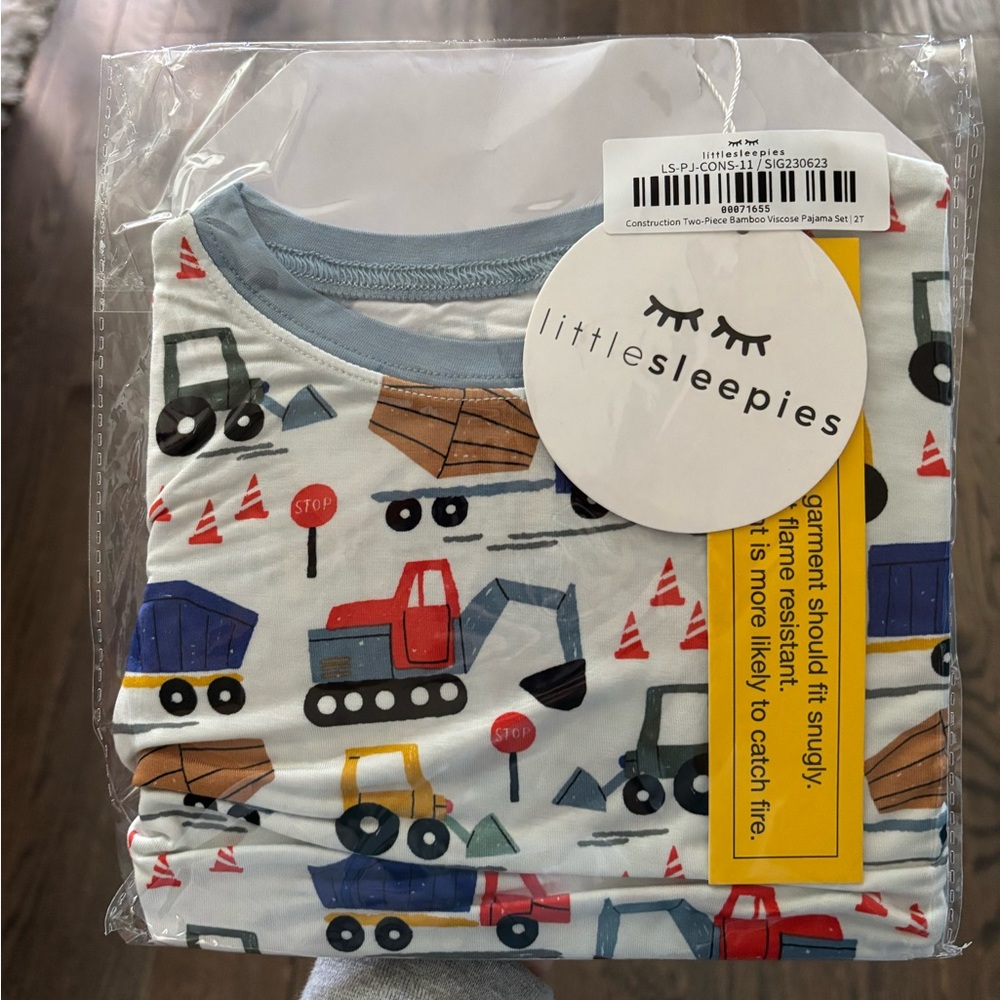 littlesleepies
LS-PJ-CONS-11 / SIG230623
00071655
Construction Two-Piece Bamboo Viscose Pajama Set | 2T
littlesleepies
garment should fit snugly.
flame resistant.
is more likely to catch fire.
STOP
STOP